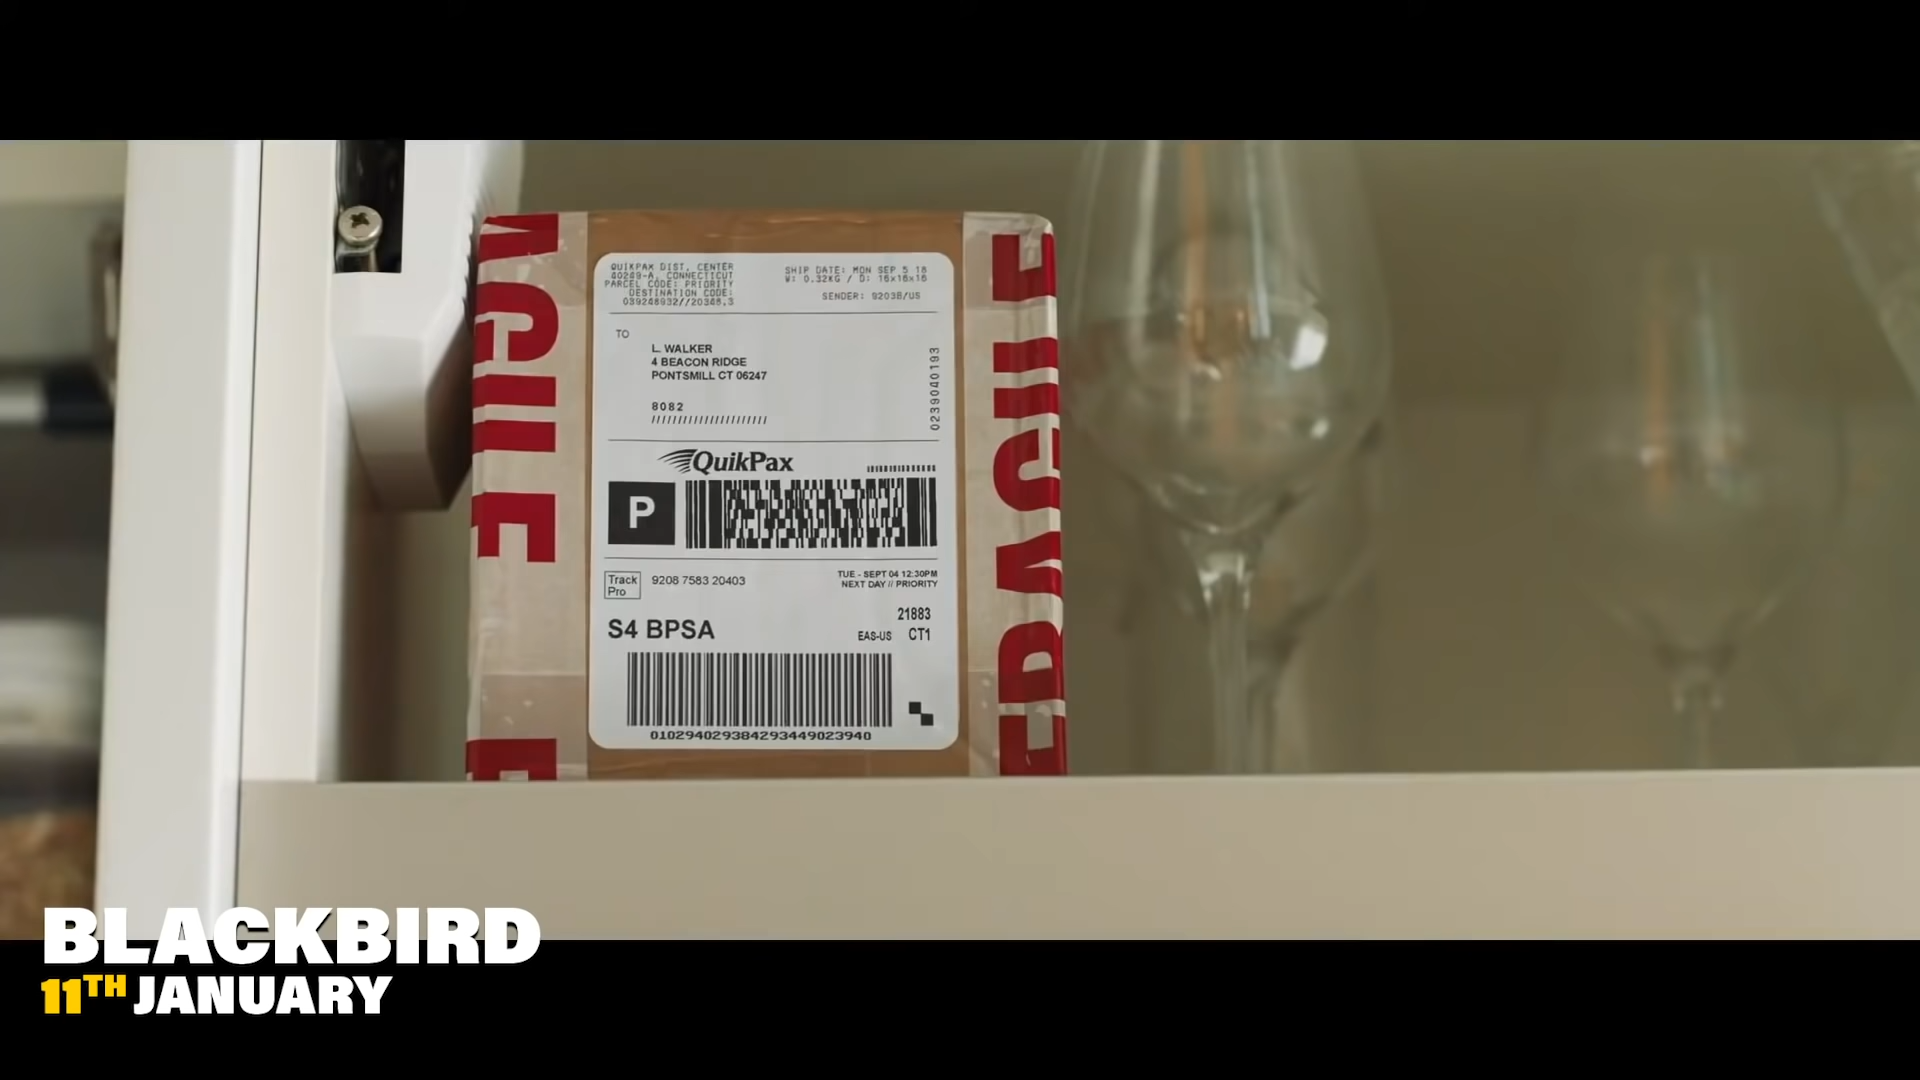 QUIKPAX DIST. CENTER
40249-A, CONNECTICUT
PARCEL CODE: PRIORITY
DESTINATION CODE:
039248932//20348.3
SHIP DATE: MON SEP 5 18
W: 0.32KG / D: 16x16x16
SENDER: 9203B/US
TO
L. WALKER
4 BEACON RIDGE
PONTSMILL CT 06247
8082
//////////////////////
0239040193
QuikPax
P
Track
Pro
9208 7583 20403
TUE - SEPT 04 12:30PM
NEXT DAY // PRIORITY
21883
S4 BPSA
EAS-US CT1
010294029384293449023940
AGILE
F
FRAGILE
BLACKBIRD
11TH JANUARY